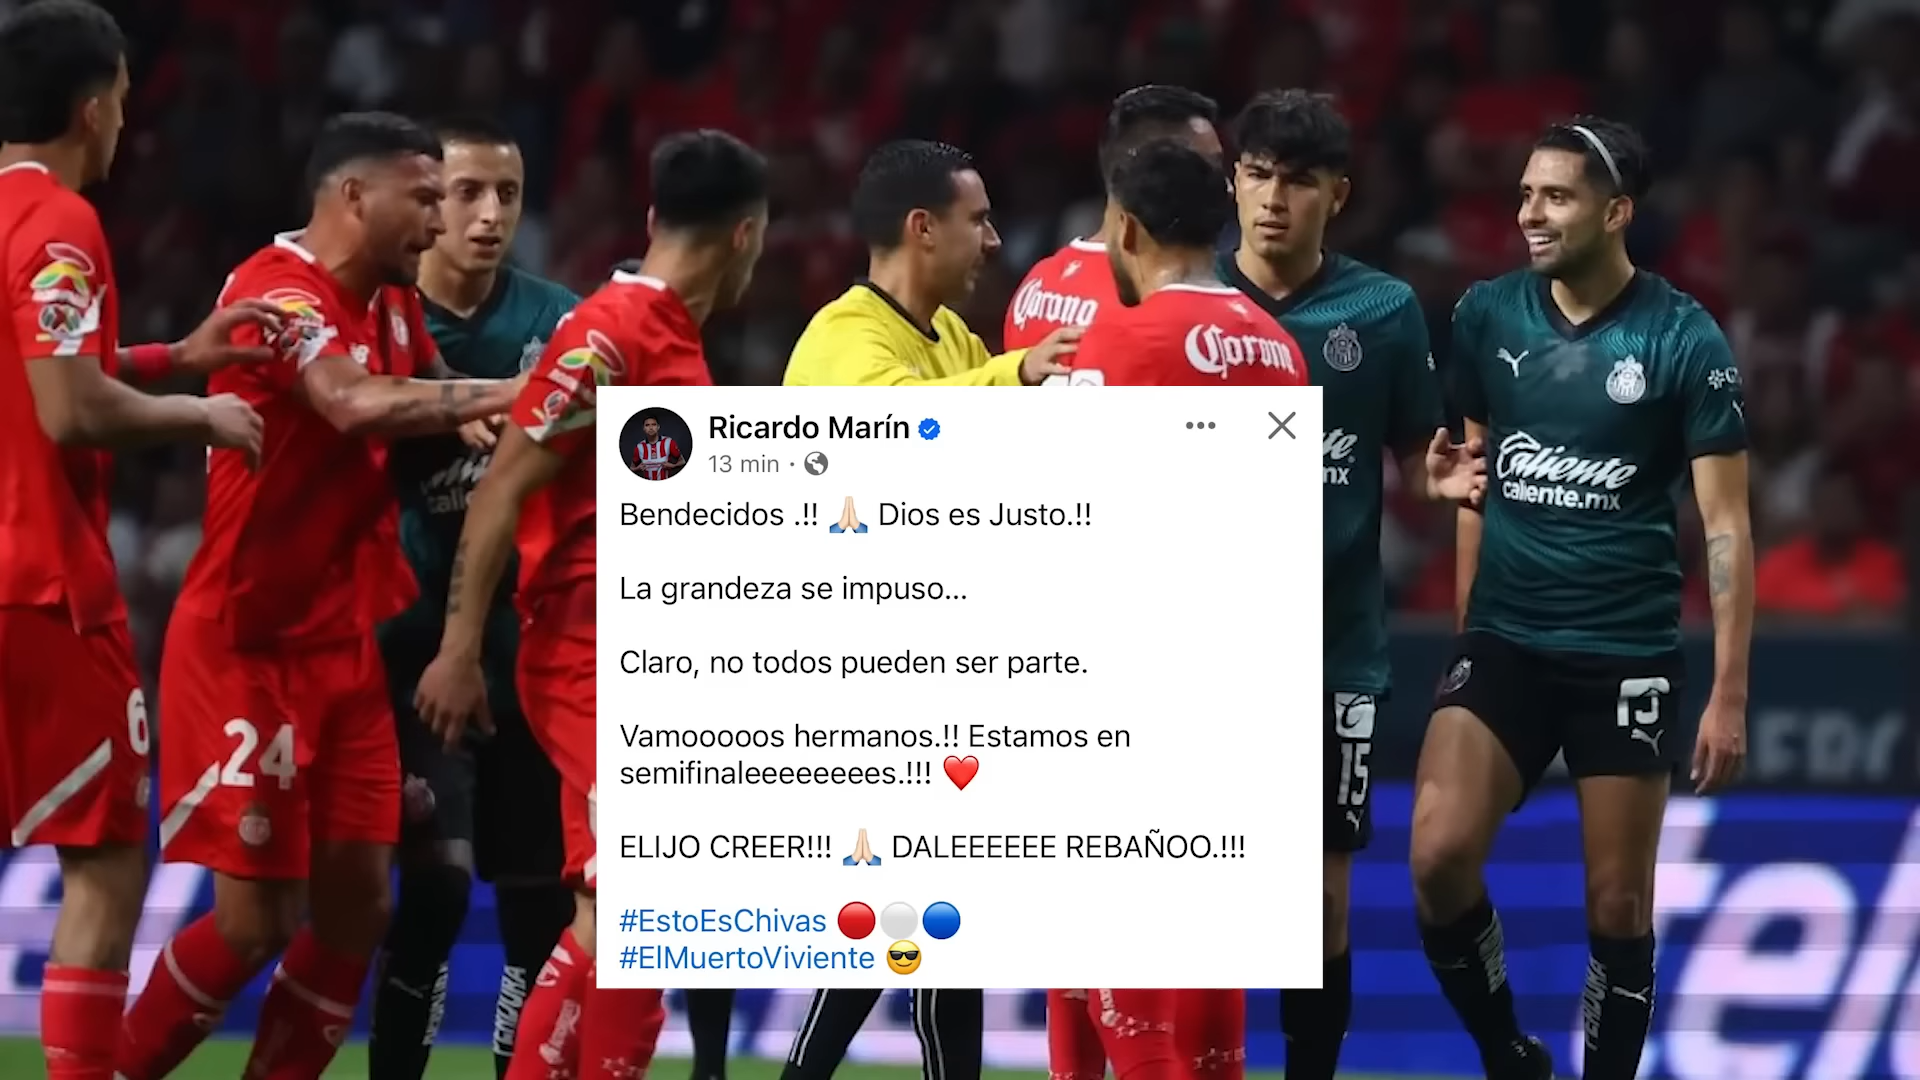 Corona
Corona
Caliente
caliente.mx
6
24
15
13
Ricardo Marín
13 min ·
Bendecidos .!! 🙏🏻 Dios es Justo.!!
La grandeza se impuso...
Claro, no todos pueden ser parte.
Vamooooos hermanos.!! Estamos en
semifinaleeeeeeees.!!! ❤️
ELIJO CREER!!! 🙏🏻 DALEEEEEE REBAÑOO.!!!
#EstoEsChivas 🔴⚪🔵
#ElMuertoViviente 😎